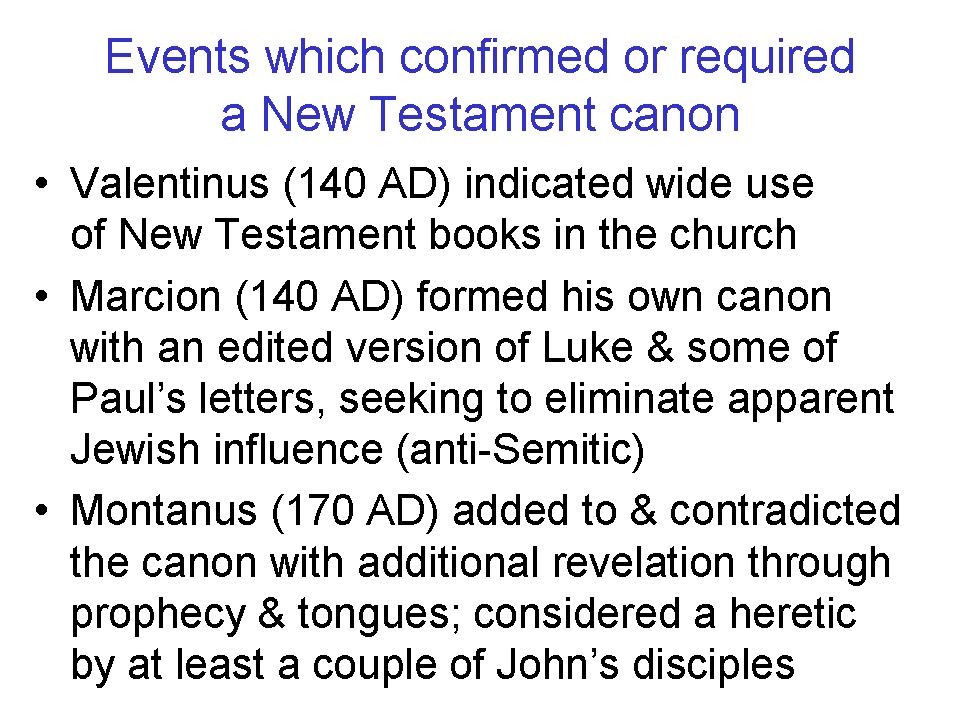 Events which confirmed or required
a New Testament canon
• Valentinus (140 AD) indicated wide use
of New Testament books in the church
• Marcion (140 AD) formed his own canon
with an edited version of Luke & some of
Paul’s letters, seeking to eliminate apparent
Jewish influence (anti-Semitic)
• Montanus (170 AD) added to & contradicted
the canon with additional revelation through
prophecy & tongues; considered a heretic
by at least a couple of John’s disciples